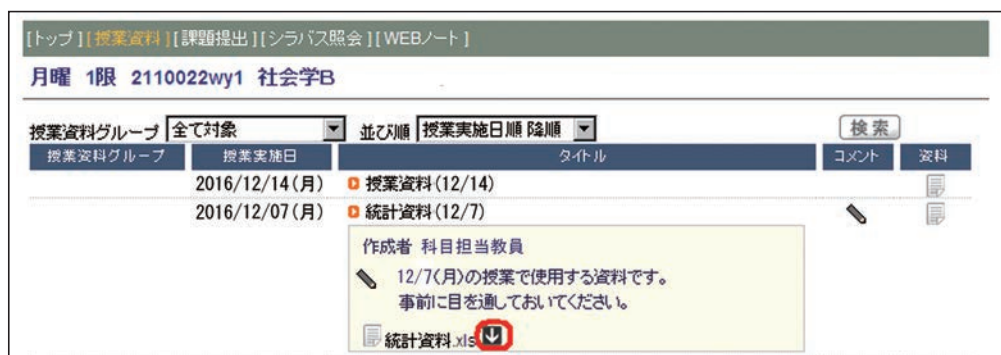 [トップ][授業資料][課題提出][シラバス照会][WEBノート]
月曜 1限 2110022wy1 社会学B
授業資料グループ 全て対象 並び順 授業実施日順 降順 検索
授業資料グループ 授業実施日 タイトル コメント 資料
2016/12/14(月) 授業資料(12/14)
2016/12/07(月) 統計資料(12/7)
作成者 科目担当教員
12/7(月)の授業で使用する資料です。
事前に目を通しておいてください。
統計資料.xls